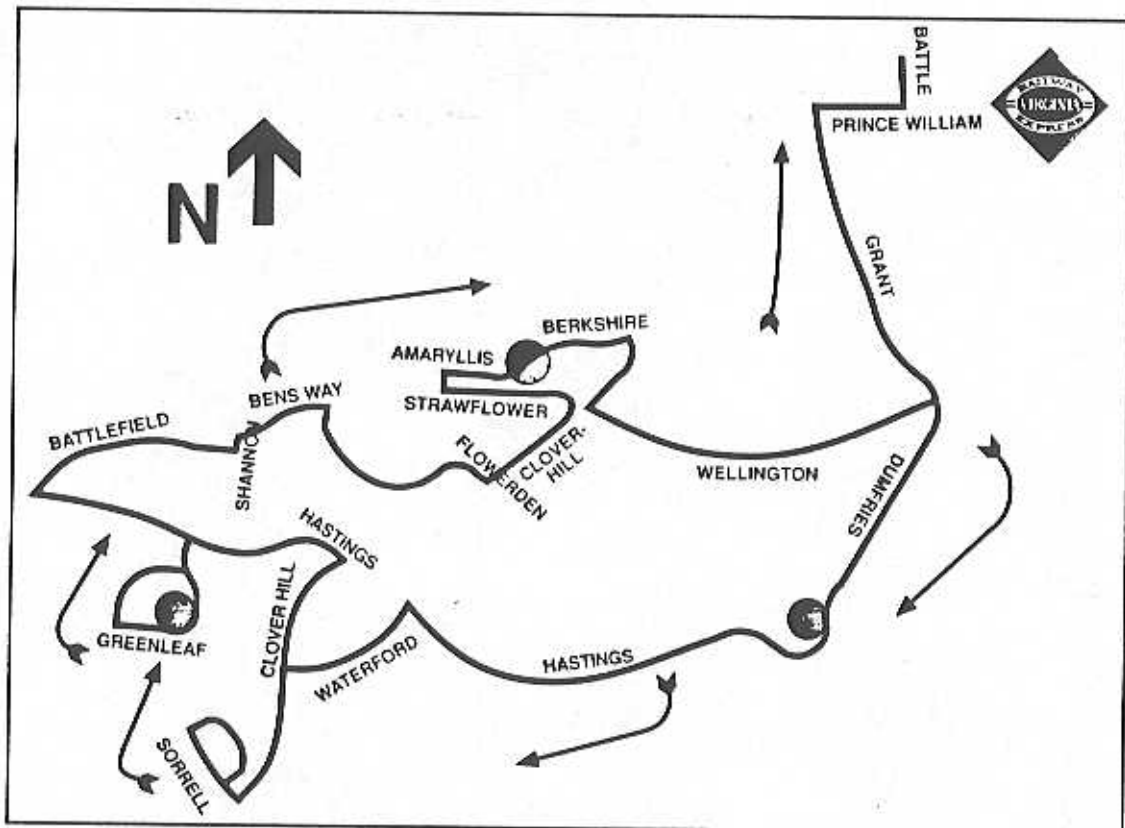 BATTLE
RAILWAY
VIRGINIA
EXPRESS
PRINCE WILLIAM
N
GRANT
BERKSHIRE
AMARYLLIS
BENS WAY
STRAWFLOWER
BATTLEFIELD
SHANNON
FLOWERDEN
CLOVER-
HILL
WELLINGTON
DUMFRIES
HASTINGS
CLOVER HILL
GREENLEAF
WATERFORD
HASTINGS
SORRELL